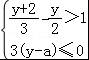 { (y+2)/3 - y/2 > 1
3(y-a) ≤ 0